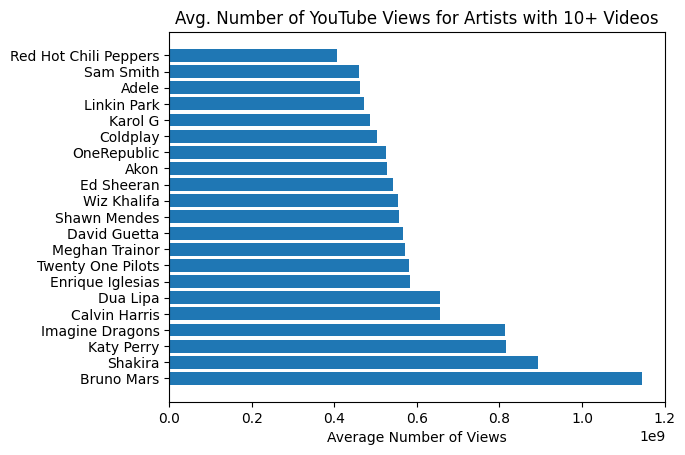 Avg. Number of YouTube Views for Artists with 10+ Videos
Red Hot Chili Peppers
Sam Smith
Adele
Linkin Park
Karol G
Coldplay
OneRepublic
Akon
Ed Sheeran
Wiz Khalifa
Shawn Mendes
David Guetta
Meghan Trainor
Twenty One Pilots
Enrique Iglesias
Dua Lipa
Calvin Harris
Imagine Dragons
Katy Perry
Shakira
Bruno Mars
0.0 0.2 0.4 0.6 0.8 1.0 1.2
Average Number of Views 1e9